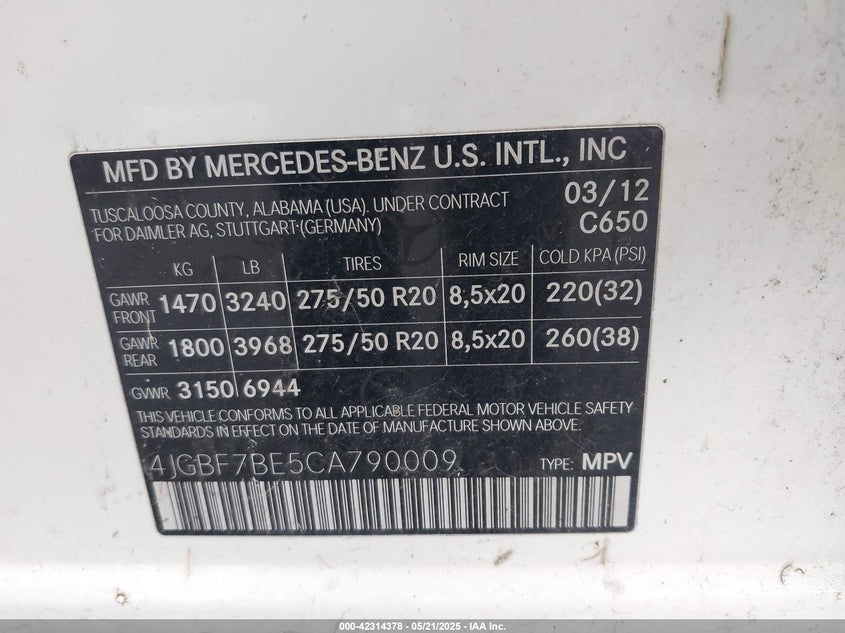 MFD BY MERCEDES-BENZ U.S. INTL., INC
TUSCALOOSA COUNTY, ALABAMA (USA). UNDER CONTRACT
FOR DAIMLER AG, STUTTGART (GERMANY)
03/12
C650
KG LB TIRES RIM SIZE COLD KPA (PSI)
GAWR FRONT 1470 3240 275/50 R20 8,5x20 220(32)
GAWR REAR 1800 3968 275/50 R20 8,5x20 260(38)
GVWR 3150 6944
THIS VEHICLE CONFORMS TO ALL APPLICABLE FEDERAL MOTOR VEHICLE SAFETY
STANDARDS IN EFFECT ON THE DATE OF MANUFACTURE SHOWN ABOVE.
4JGBF7BE5CA790009 TYPE: MPV
000-42314378 - 05/21/2025 - IAA Inc.